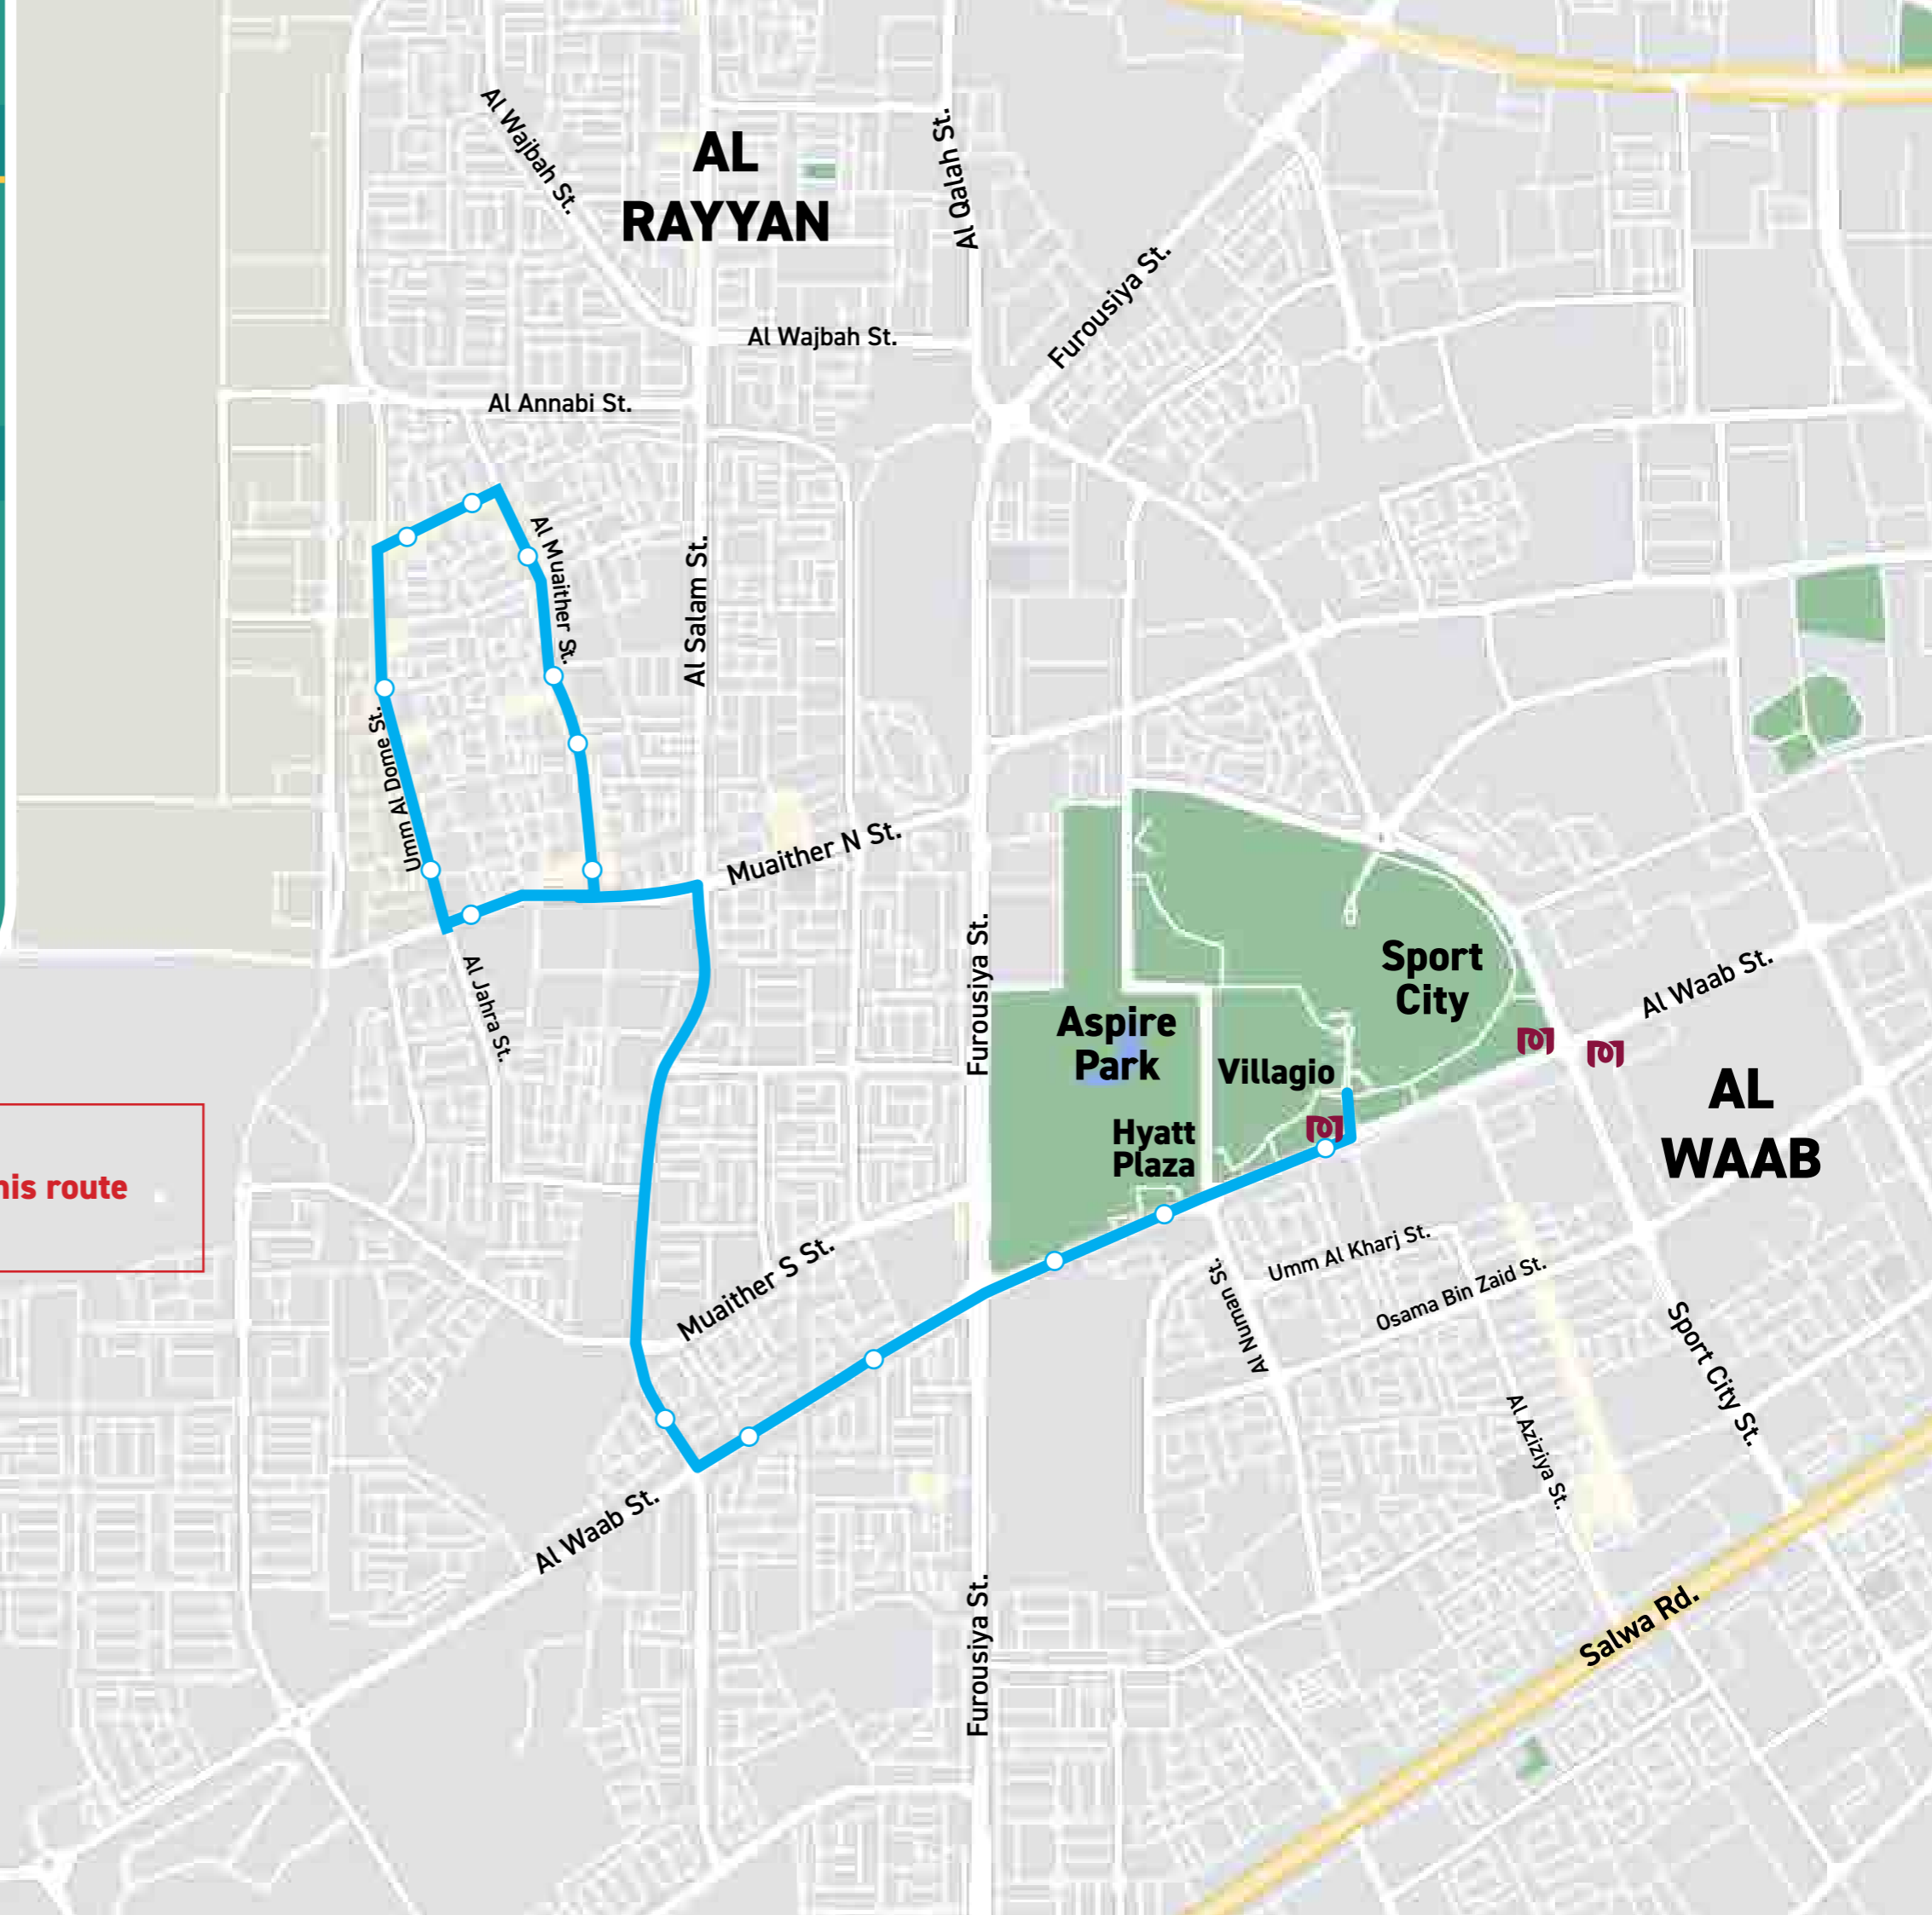 Al Wajbah St.
AL
RAYYAN
Al Qalah St.
Furousiya St.
Al Wajbah St.
Al Annabi St.
Al Muaither St.
Al Salam St.
Umm Al Dome St.
Muaither N St.
Al Jahra St.
Furousiya St.
Sport
City
Al Waab St.
Aspire
Park
Villagio
AL
WAAB
Hyatt
Plaza
his route
Muaither S St.
Umm Al Kharj St.
Al Numan St.
Osama Bin Zaid St.
Sport City St.
Al Aziziya St.
Al Waab St.
Furousiya St.
Salwa Rd.